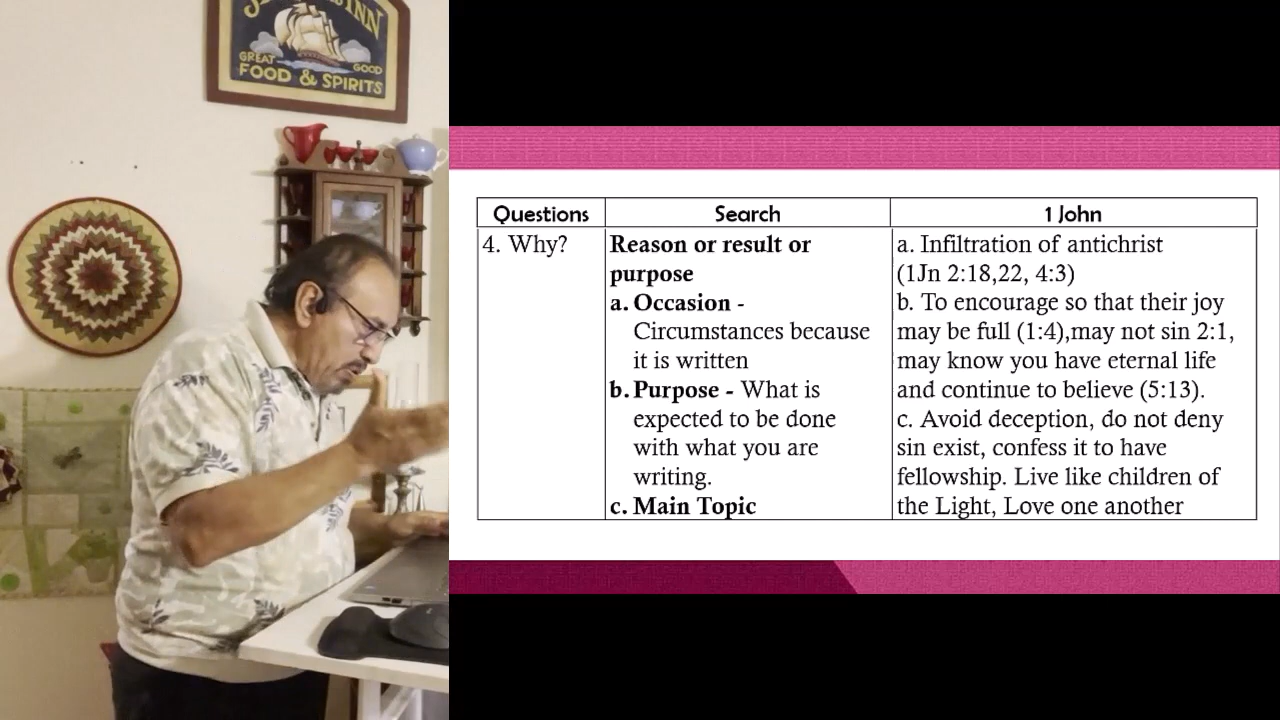 INN
GREAT GOOD
FOOD & SPIRITS
Questions Search 1 John
4. Why?
Reason or result or
purpose
a. Occasion -
Circumstances because
it is written
b. Purpose - What is
expected to be done
with what you are
writing.
c. Main Topic
a. Infiltration of antichrist
(1Jn 2:18,22, 4:3)
b. To encourage so that their joy
may be full (1:4),may not sin 2:1,
may know you have eternal life
and continue to believe (5:13).
c. Avoid deception, do not deny
sin exist, confess it to have
fellowship. Live like children of
the Light, Love one another